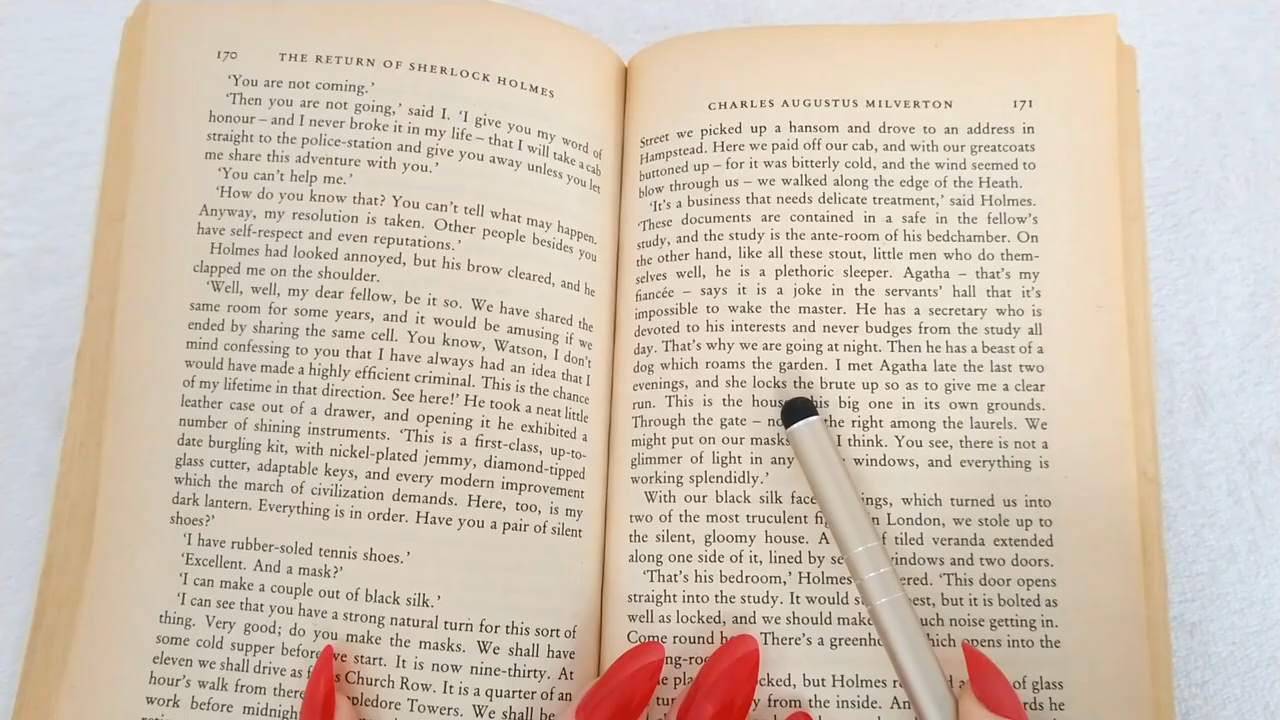 170 THE RETURN OF SHERLOCK HOLMES
'You are not coming.'
'Then you are not going,' said I. 'I give you my word of
honour – and I never broke it in my life – that I will take a cab
straight to the police-station and give you away unless you let
me share this adventure with you.'
'You can't help me.'
'How do you know that? You can't tell what may happen.
Anyway, my resolution is taken. Other people besides you
have self-respect and even reputations.'
Holmes had looked annoyed, but his brow cleared, and he
clapped me on the shoulder.
'Well, well, my dear fellow, be it so. We have shared the
same room for some years, and it would be amusing if we
ended by sharing the same cell. You know, Watson, I don't
mind confessing to you that I have always had an idea that I
would have made a highly efficient criminal. This is the chance
of my lifetime in that direction. See here!' He took a neat little
leather case out of a drawer, and opening it he exhibited a
number of shining instruments. 'This is a first-class, up-to-
date burgling kit, with nickel-plated jemmy, diamond-tipped
glass cutter, adaptable keys, and every modern improvement
which the march of civilization demands. Here, too, is my
dark lantern. Everything is in order. Have you a pair of silent
shoes?'
'I have rubber-soled tennis shoes.'
'Excellent. And a mask?'
'I can make a couple out of black silk.'
'I can see that you have a strong natural turn for this sort of
thing. Very good; do you make the masks. We shall have
some cold supper before we start. It is now nine-thirty. At
eleven we shall drive as Church Row. It is a quarter of an
hour's walk from there Towers. We shall be
work before midnigh
CHARLES AUGUSTUS MILVERTON 171
Street we picked up a hansom and drove to an address in
Hampstead. Here we paid off our cab, and with our greatcoats
buttoned up – for it was bitterly cold, and the wind seemed to
blow through us – we walked along the edge of the Heath.
'It's a business that needs delicate treatment,' said Holmes.
'These documents are contained in a safe in the fellow's
study, and the study is the ante-room of his bedchamber. On
the other hand, like all these stout, little men who do them-
selves well, he is a plethoric sleeper. Agatha – that's my
fiancée – says it is a joke in the servants' hall that it's
impossible to wake the master. He has a secretary who is
devoted to his interests and never budges from the study all
day. That's why we are going at night. Then he has a beast of a
dog which roams the garden. I met Agatha late the last two
evenings, and she locks the brute up so as to give me a clear
run. This is the house this big one in its own grounds.
Through the gate – the right among the laurels. We
might put on our masks I think. You see, there is not a
glimmer of light in any windows, and everything is
working splendidly.'
With our black silk face ings, which turned us into
two of the most truculent in London, we stole up to
the silent, gloomy house. A of tiled veranda extended
along one side of it, lined by windows and two doors.
'That's his bedroom,' Holmes ered. 'This door opens
straight into the study. It would best, but it is bolted as
well as locked, and we should make much noise getting in.
Come round There's a greenho which opens into the
ng-roo
cked, but Holmes of glass
from the inside. An